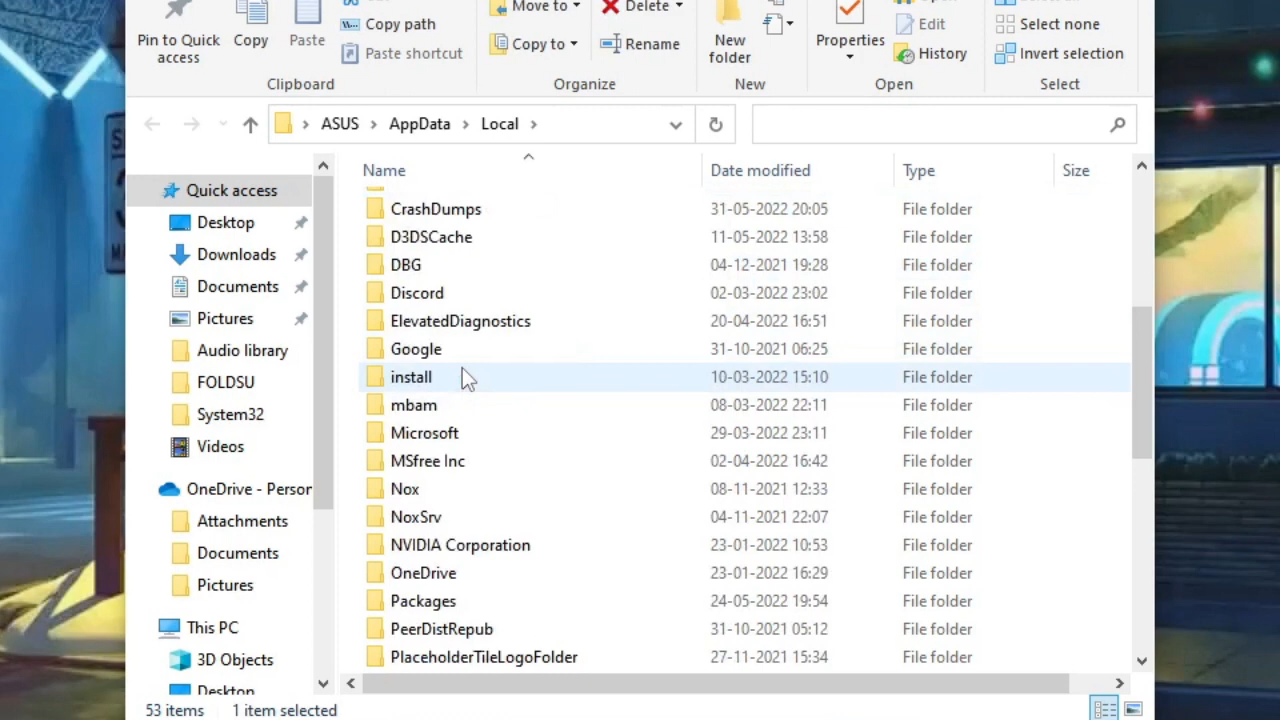 Move to
Delete
Open
Select all
Pin to Quick
access
Copy
Paste
Copy path
Paste shortcut
Copy to
Rename
New
folder
Properties
Edit
History
Select none
Invert selection
Clipboard
Organize
New
Open
Select
ASUS
AppData
Local
Name
Date modified
Type
Size
Quick access
Desktop
Downloads
Documents
Pictures
Audio library
FOLDSU
System32
Videos
OneDrive - Person
Attachments
Documents
Pictures
This PC
3D Objects
Desktop
CrashDumps 31-05-2022 20:05 File folder
D3DSCache 11-05-2022 13:58 File folder
DBG 04-12-2021 19:28 File folder
Discord 02-03-2022 23:02 File folder
ElevatedDiagnostics 20-04-2022 16:51 File folder
Google 31-10-2021 06:25 File folder
install 10-03-2022 15:10 File folder
mbam 08-03-2022 22:11 File folder
Microsoft 29-03-2022 23:11 File folder
MSfree Inc 02-04-2022 16:42 File folder
Nox 08-11-2021 12:33 File folder
NoxSrv 04-11-2021 22:07 File folder
NVIDIA Corporation 23-01-2022 10:53 File folder
OneDrive 23-01-2022 16:29 File folder
Packages 24-05-2022 19:54 File folder
PeerDistRepub 31-10-2021 05:12 File folder
PlaceholderTileLogoFolder 27-11-2021 15:34 File folder
53 items
1 item selected